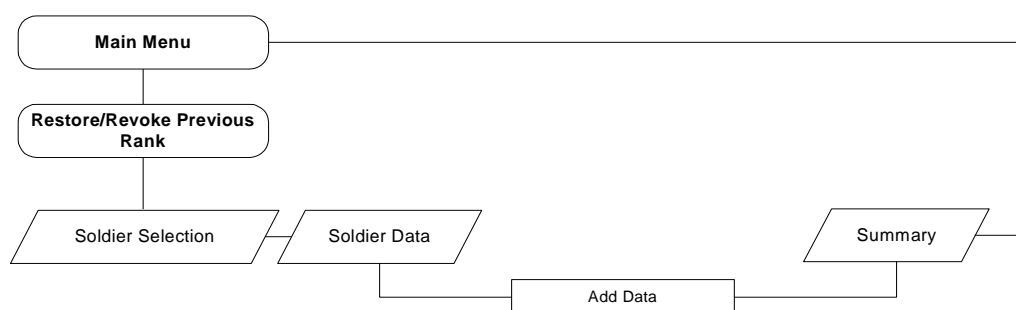 Main Menu
Restore/Revoke Previous
Rank
Soldier Selection
Soldier Data
Summary
Add Data